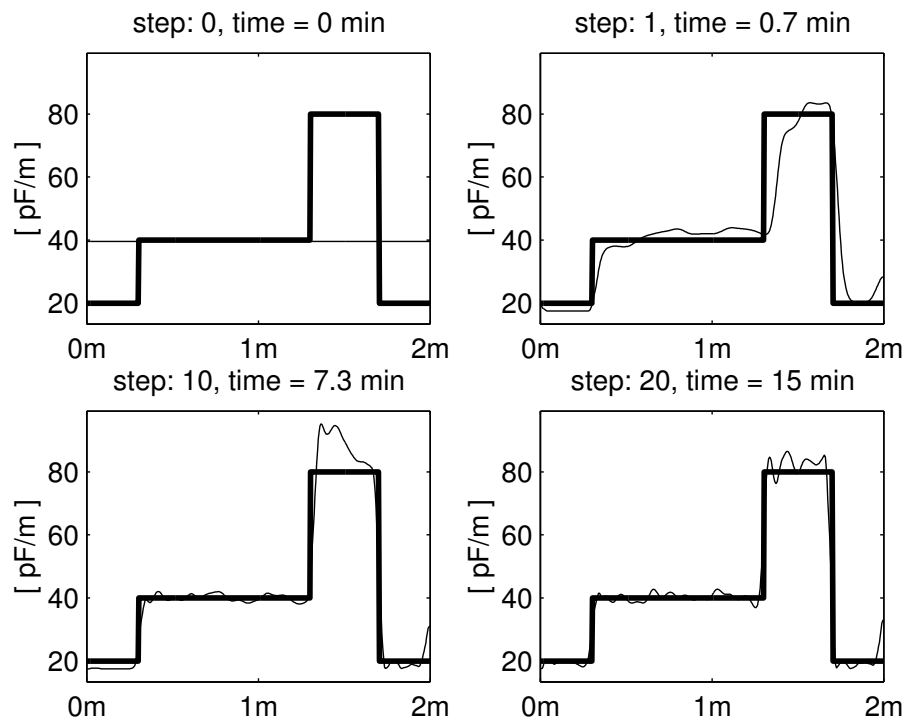 step: 0, time = 0 min
[ pF/m ]
80
60
40
20
0m 1m 2m
step: 1, time = 0.7 min
[ pF/m ]
80
60
40
20
0m 1m 2m
step: 10, time = 7.3 min
[ pF/m ]
80
60
40
20
0m 1m 2m
step: 20, time = 15 min
[ pF/m ]
80
60
40
20
0m 1m 2m